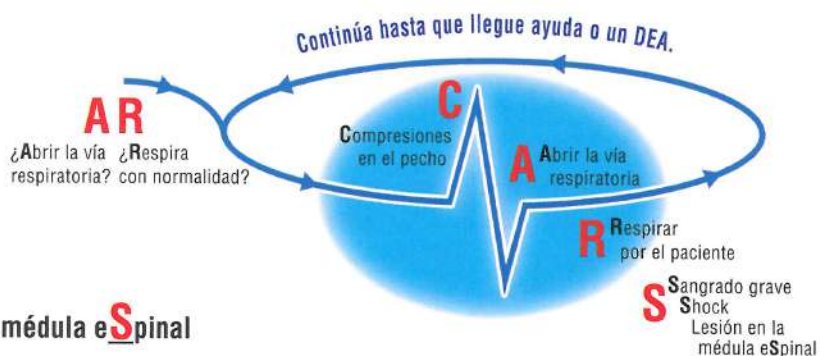 Continúa hasta que llegue ayuda o un DEA.
A R
¿Abrir la vía respiratoria?
¿Respira con normalidad?
C
Compresiones
en el pecho
A
Abrir la vía
respiratoria
R
Respirar
por el paciente
S
Sangrado grave
Shock
Lesión en la
médula eSpinal
médula eSpinal